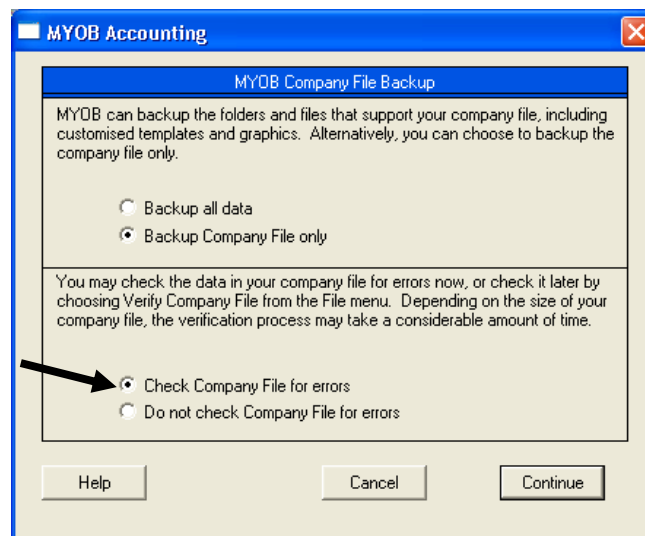 MYOB Accounting
MYOB Company File Backup
MYOB can backup the folders and files that support your company file, including
customised templates and graphics. Alternatively, you can choose to backup the
company file only.
Backup all data
Backup Company File only
You may check the data in your company file for errors now, or check it later by
choosing Verify Company File from the File menu. Depending on the size of your
company file, the verification process may take a considerable amount of time.
Check Company File for errors
Do not check Company File for errors
Help Cancel Continue